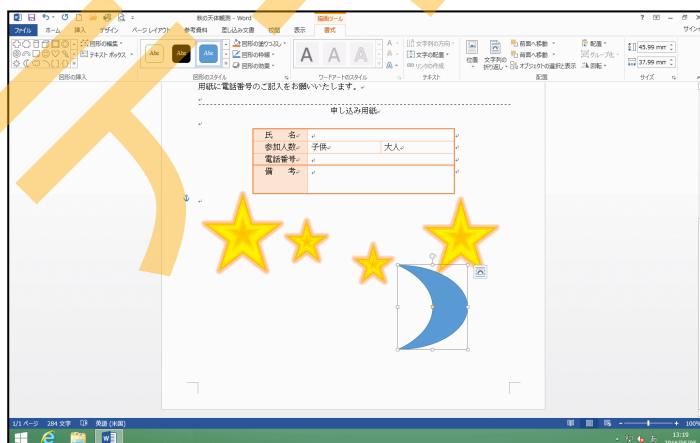 秋の天体観測 - Word
描画ツール
ファイル ホーム 挿入 デザイン ページ レイアウト 参考資料 差し込み文書 校閲 表示 書式
サイン
図形の編集
テキスト ボックス
Abc Abc Abc
図形の塗りつぶし
図形の枠線
図形の効果
A A A
文字列の方向
文字の配置
リンクの作成
位置
文字列の
折り返し
前面へ移動
背面へ移動
オブジェクトの選択と表示
配置
グループ化
回転
45.99 mm
37.99 mm
図形の挿入 図形のスタイル ワードアートのスタイル テキスト 配置 サイズ
用紙に電話番号のご記入をお願いいたします。
申し込み用紙
氏 名
参加人数 子供 大人
電話番号
備 考
1/1 ページ 284 文字 英語 (米国)
13:19